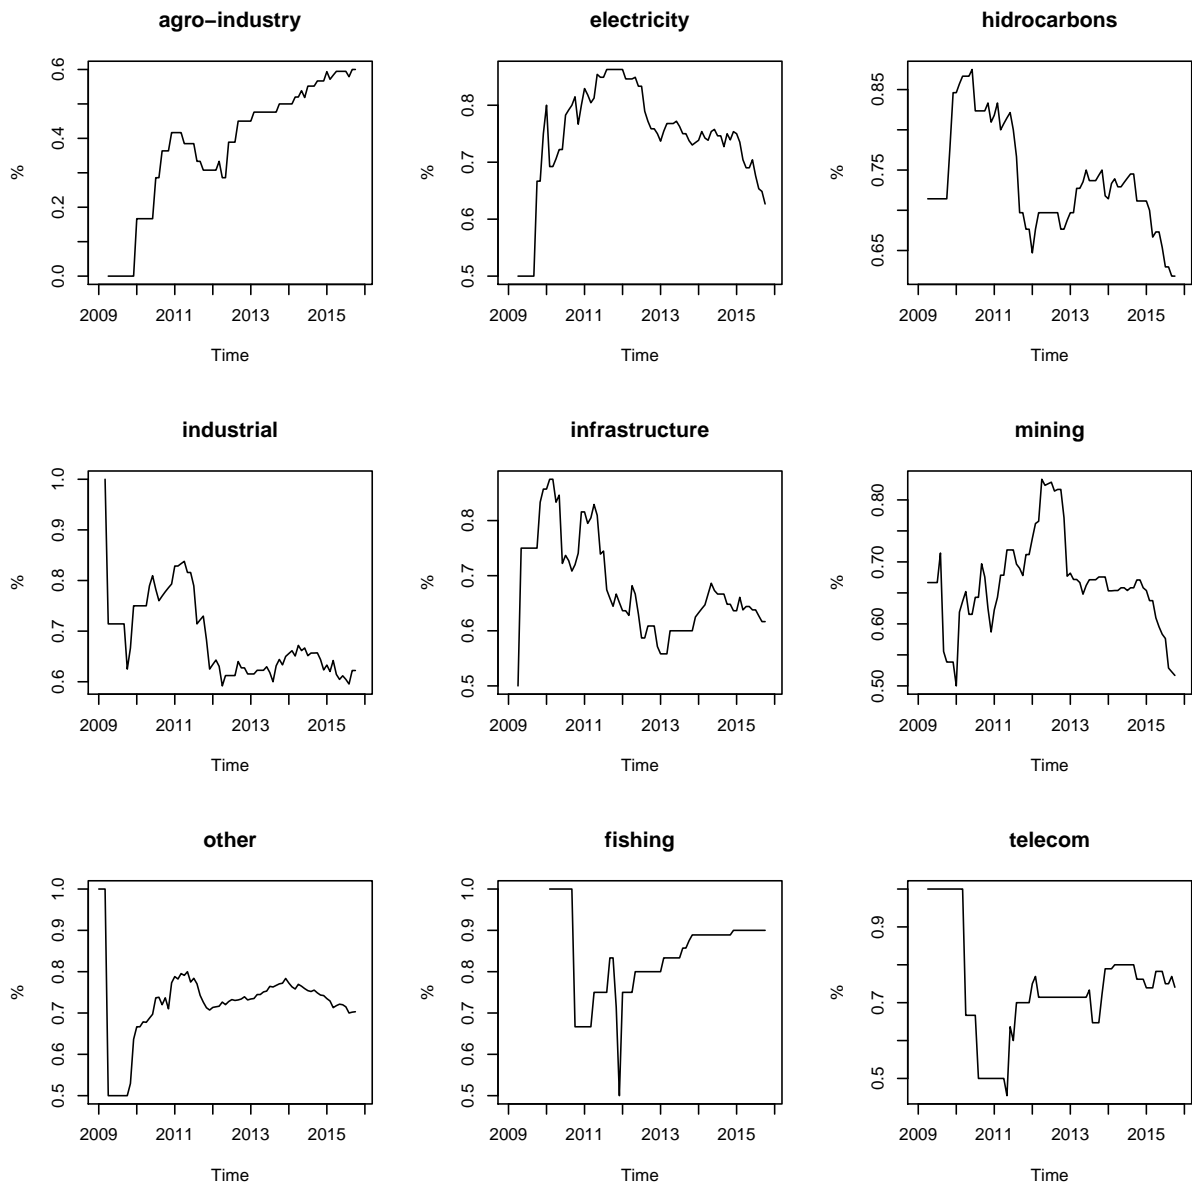 agro−industry
%
0.0 0.2 0.4 0.6
2009 2011 2013 2015
Time
electricity
%
0.5 0.6 0.7 0.8
2009 2011 2013 2015
Time
hidrocarbons
%
0.65 0.75 0.85
2009 2011 2013 2015
Time
industrial
%
0.6 0.7 0.8 0.9 1.0
2009 2011 2013 2015
Time
infrastructure
%
0.5 0.6 0.7 0.8
2009 2011 2013 2015
Time
mining
%
0.50 0.60 0.70 0.80
2009 2011 2013 2015
Time
other
%
0.5 0.6 0.7 0.8 0.9 1.0
2009 2011 2013 2015
Time
fishing
%
0.5 0.6 0.7 0.8 0.9 1.0
2009 2011 2013 2015
Time
telecom
%
0.5 0.7 0.9
2009 2011 2013 2015
Time